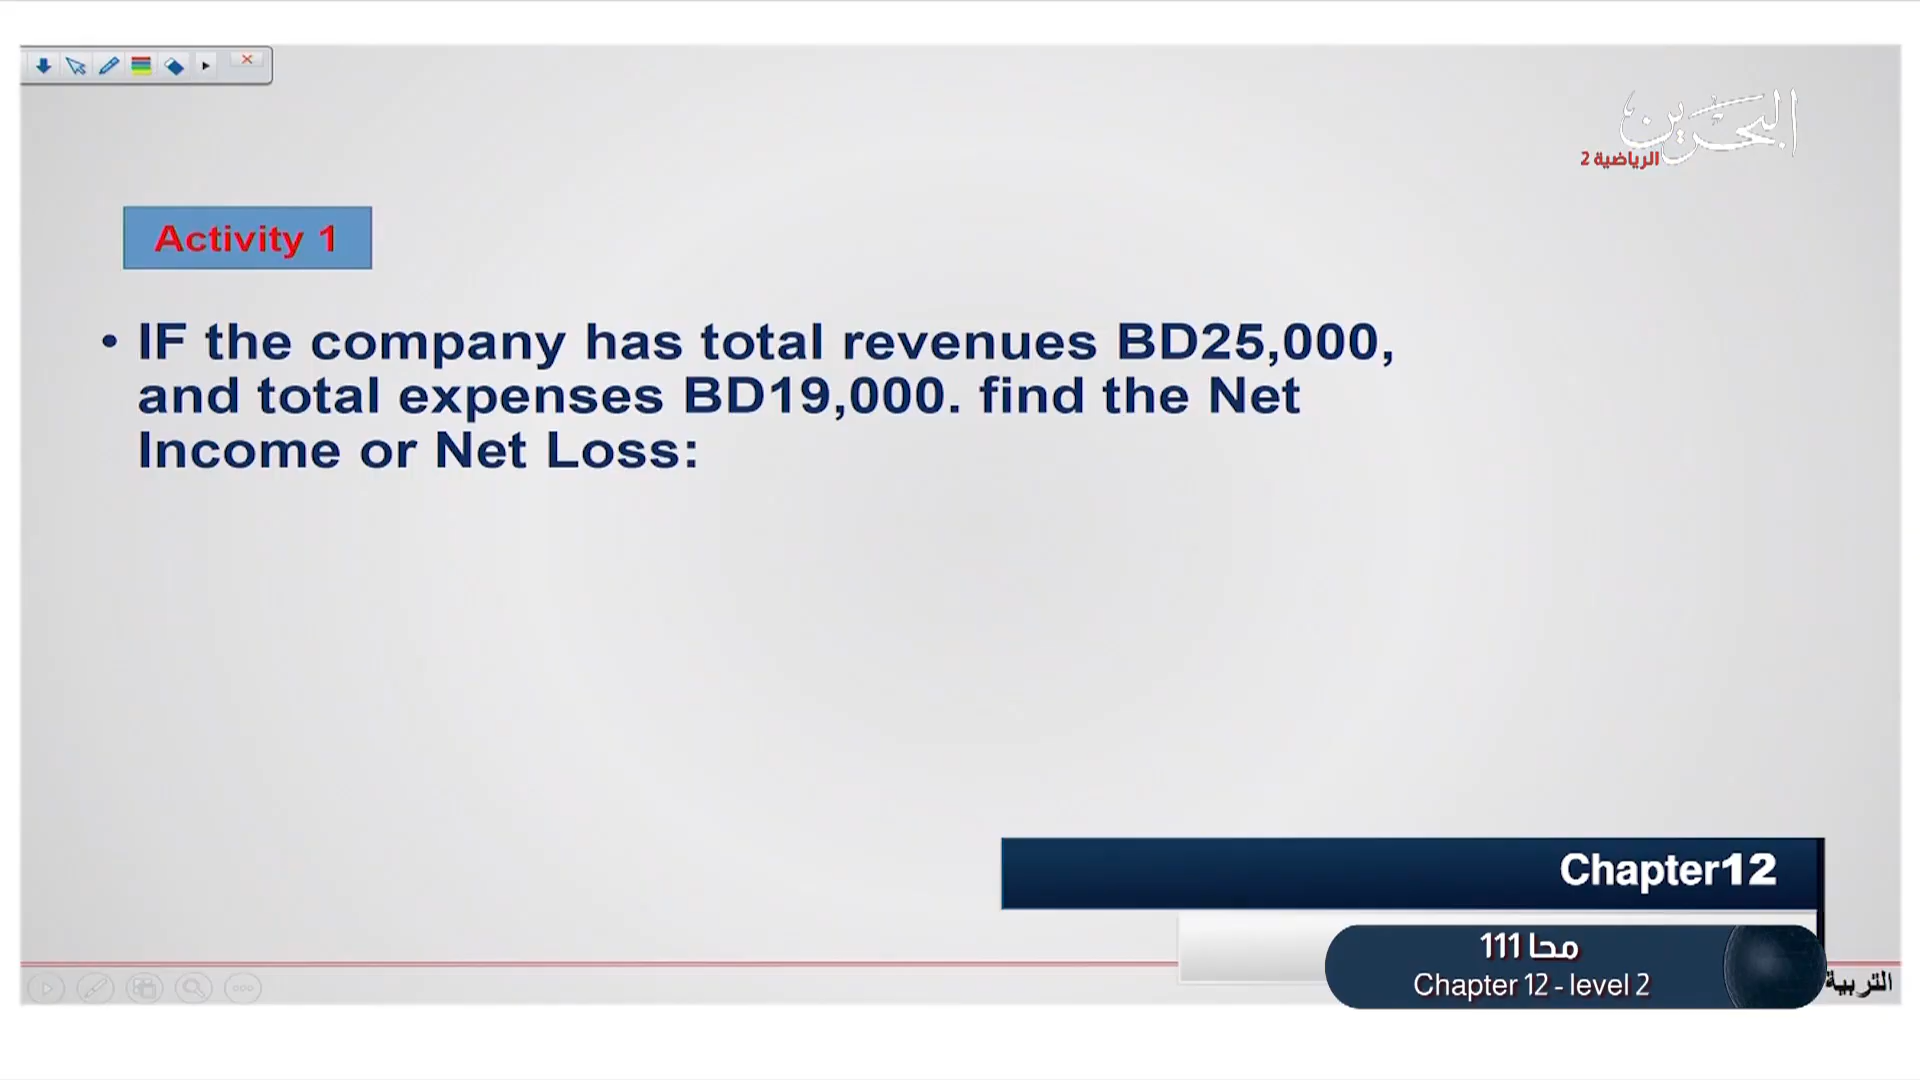 البحرين
الرياضية 2
Activity 1
• IF the company has total revenues BD25,000,
and total expenses BD19,000. find the Net
Income or Net Loss:
Chapter12
محا 111
Chapter 12 - level 2
التربية